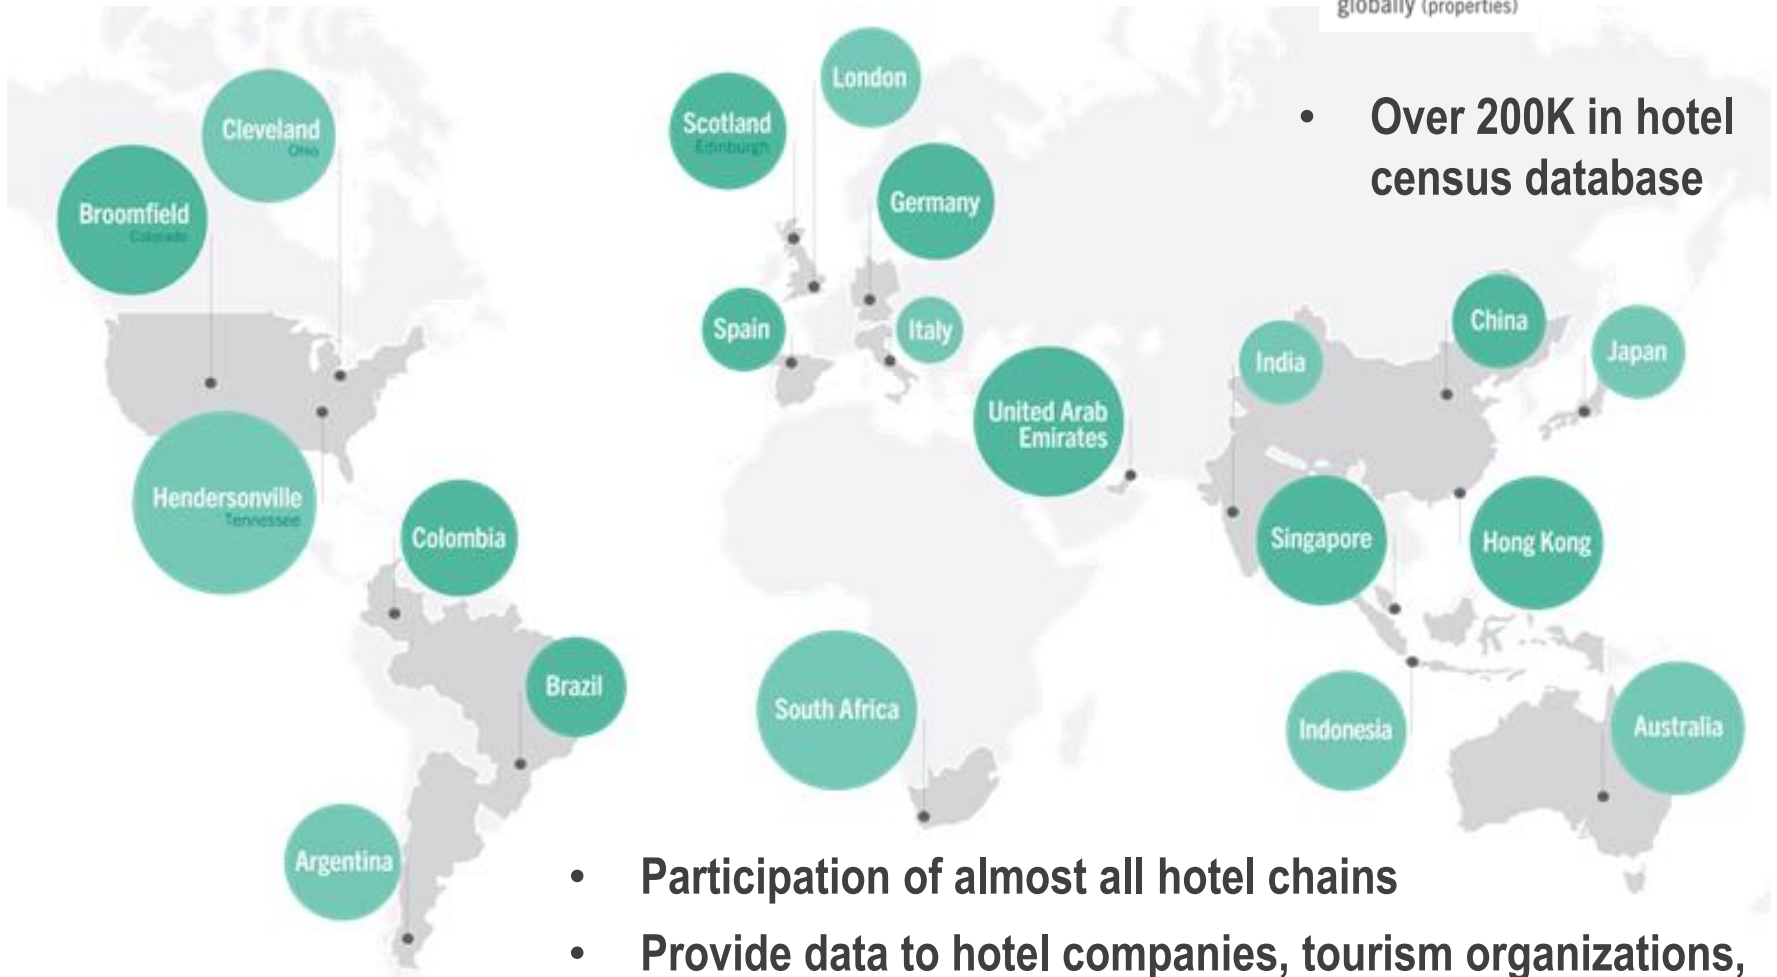 globally (properties)
London
Cleveland
Ohio
Scotland
Edinburgh
• Over 200K in hotel
census database
Broomfield
Colorado
Germany
Spain
Italy
China
Japan
India
United Arab
Emirates
Hendersonville
Tennessee
Colombia
Singapore
Hong Kong
Brazil
South Africa
Indonesia
Australia
Argentina
• Participation of almost all hotel chains
• Provide data to hotel companies, tourism organizations,